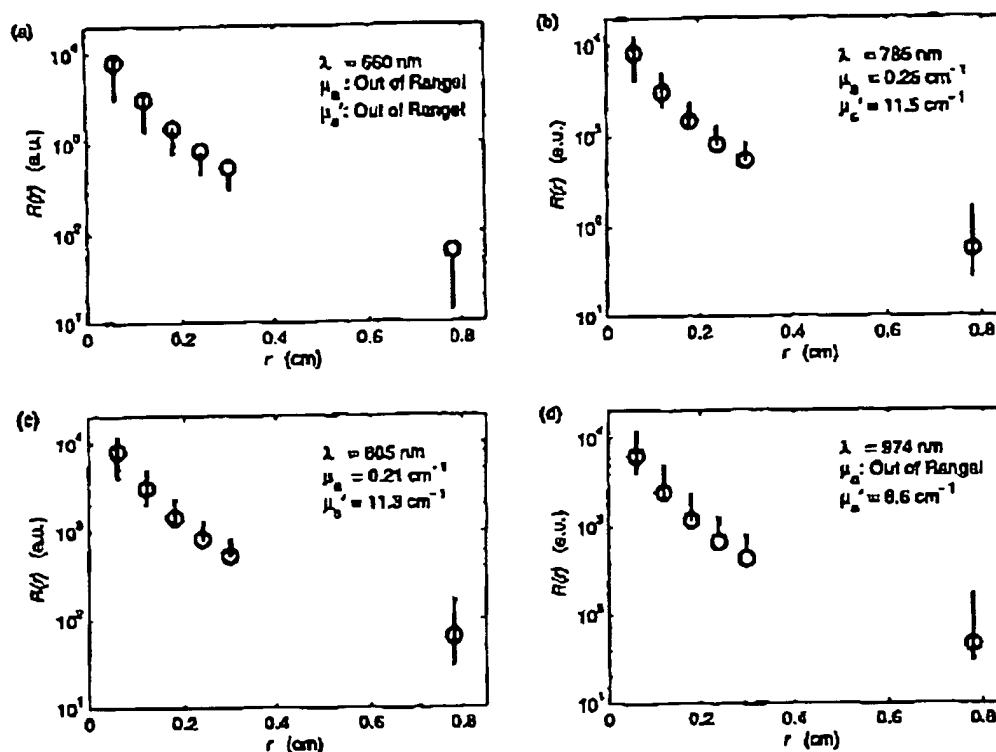 (a)
λ = 660 nm
μa : Out of Range!
μs' : Out of Range!
R(r) (a.u.)
10⁴
10²
10¹
0 0.2 0.4 0.6 0.8
r (cm)
(b)
λ = 785 nm
μa = 0.25 cm⁻¹
μs' = 11.5 cm⁻¹
R(r) (a.u.)
10⁴
10³
10¹
0 0.2 0.4 0.6 0.8
r (cm)
(c)
λ = 805 nm
μa = 0.21 cm⁻¹
μs' = 11.3 cm⁻¹
R(r) (a.u.)
10⁴
10³
10²
10¹
0 0.2 0.4 0.6 0.8
r (cm)
(d)
λ = 974 nm
μa : Out of Range!
μs' = 8.6 cm⁻¹
R(r) (a.u.)
10⁴
10³
10²
10¹
0 0.2 0.4 0.6 0.8
r (cm)